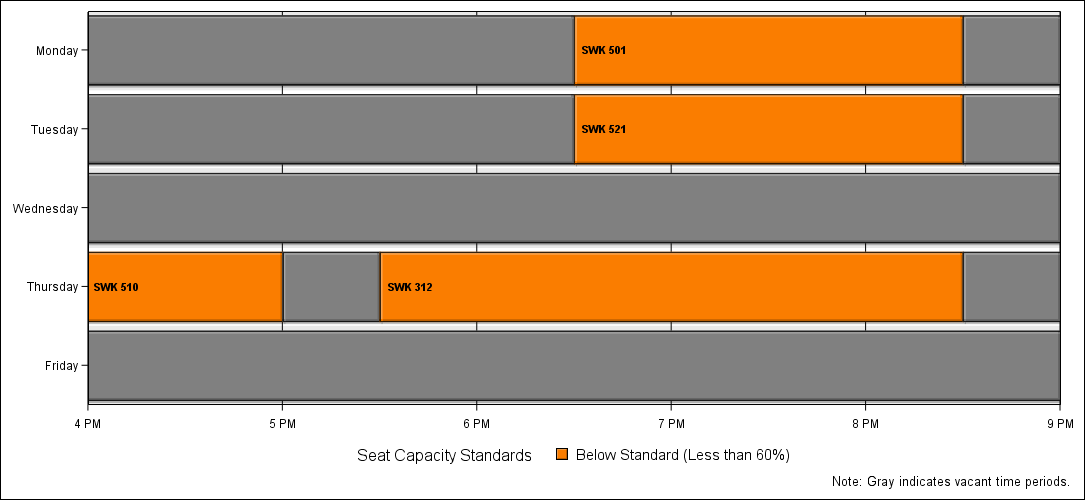 Monday
SWK 501
Tuesday
SWK 521
Wednesday
Thursday
SWK 510
SWK 312
Friday
4 PM 5 PM 6 PM 7 PM 8 PM 9 PM
Seat Capacity Standards Below Standard (Less than 60%)
Note: Gray indicates vacant time periods.